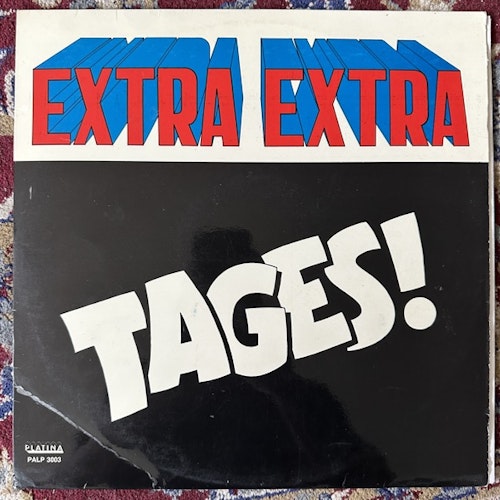 EXTRA EXTRA
TAGES!
PLATINA
PALP 3003